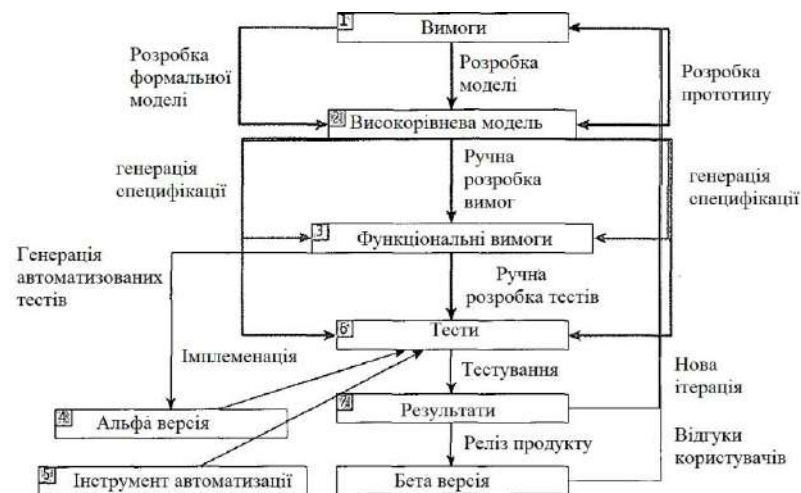 1
Вимоги
Розробка
формальної
моделі
Розробка
моделі
Розробка
прототипу
2
Високорівнева модель
генерація
специфікації
Ручна
розробка
вимог
генерація
специфікації
3
Функціональні вимоги
Генерація
автоматизованих
тестів
Ручна
розробка тестів
6
Тести
Імплеменація
Тестування
Нова
ітерація
4
Альфа версія
7
Результати
Реліз продукту
Відгуки
користувачів
5
Інструмент автоматизації
Бета версія